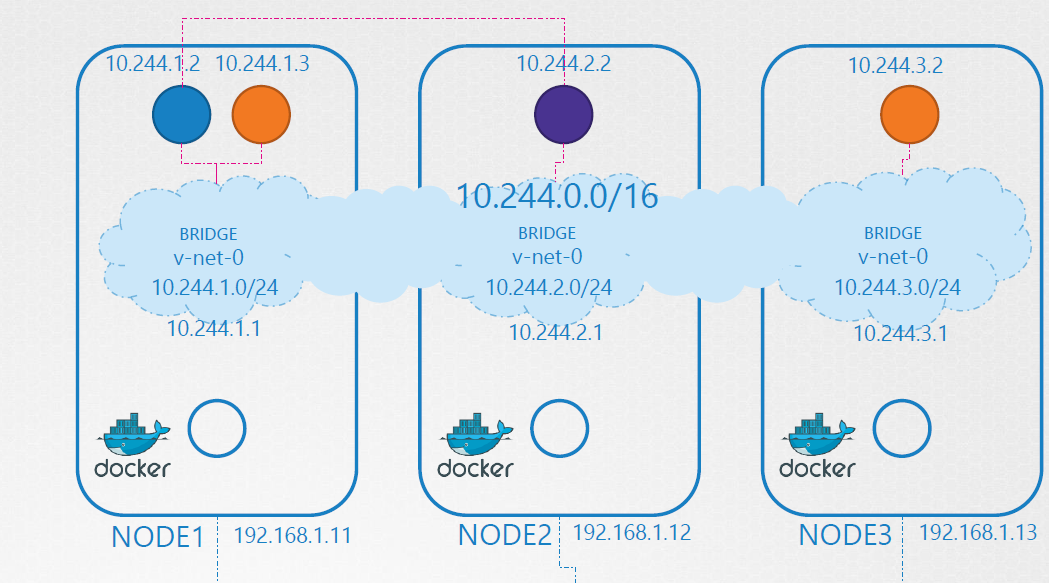 10.244.1.2 10.244.1.3
10.244.2.2
10.244.3.2
10.244.0.0/16
BRIDGE
v-net-0
10.244.1.0/24
10.244.1.1
BRIDGE
v-net-0
10.244.2.0/24
10.244.2.1
BRIDGE
v-net-0
10.244.3.0/24
10.244.3.1
docker
docker
docker
NODE1 192.168.1.11
NODE2 192.168.1.12
NODE3 192.168.1.13